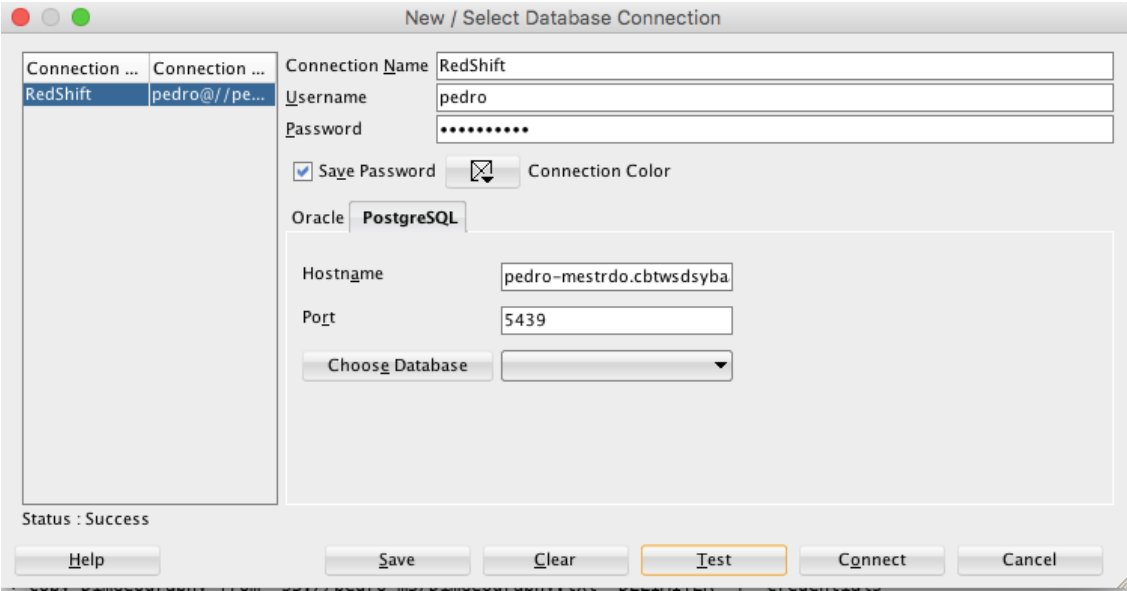 New / Select Database Connection
Connection ... Connection ...
RedShift pedro@//pe...
Connection Name RedShift
Username pedro
Password ••••••••••
Save Password Connection Color
Oracle PostgreSQL
Hostname pedro-mestrdo.cbtwsdsyba
Port 5439
Choose Database
Status : Success
Help Save Clear Test Connect Cancel